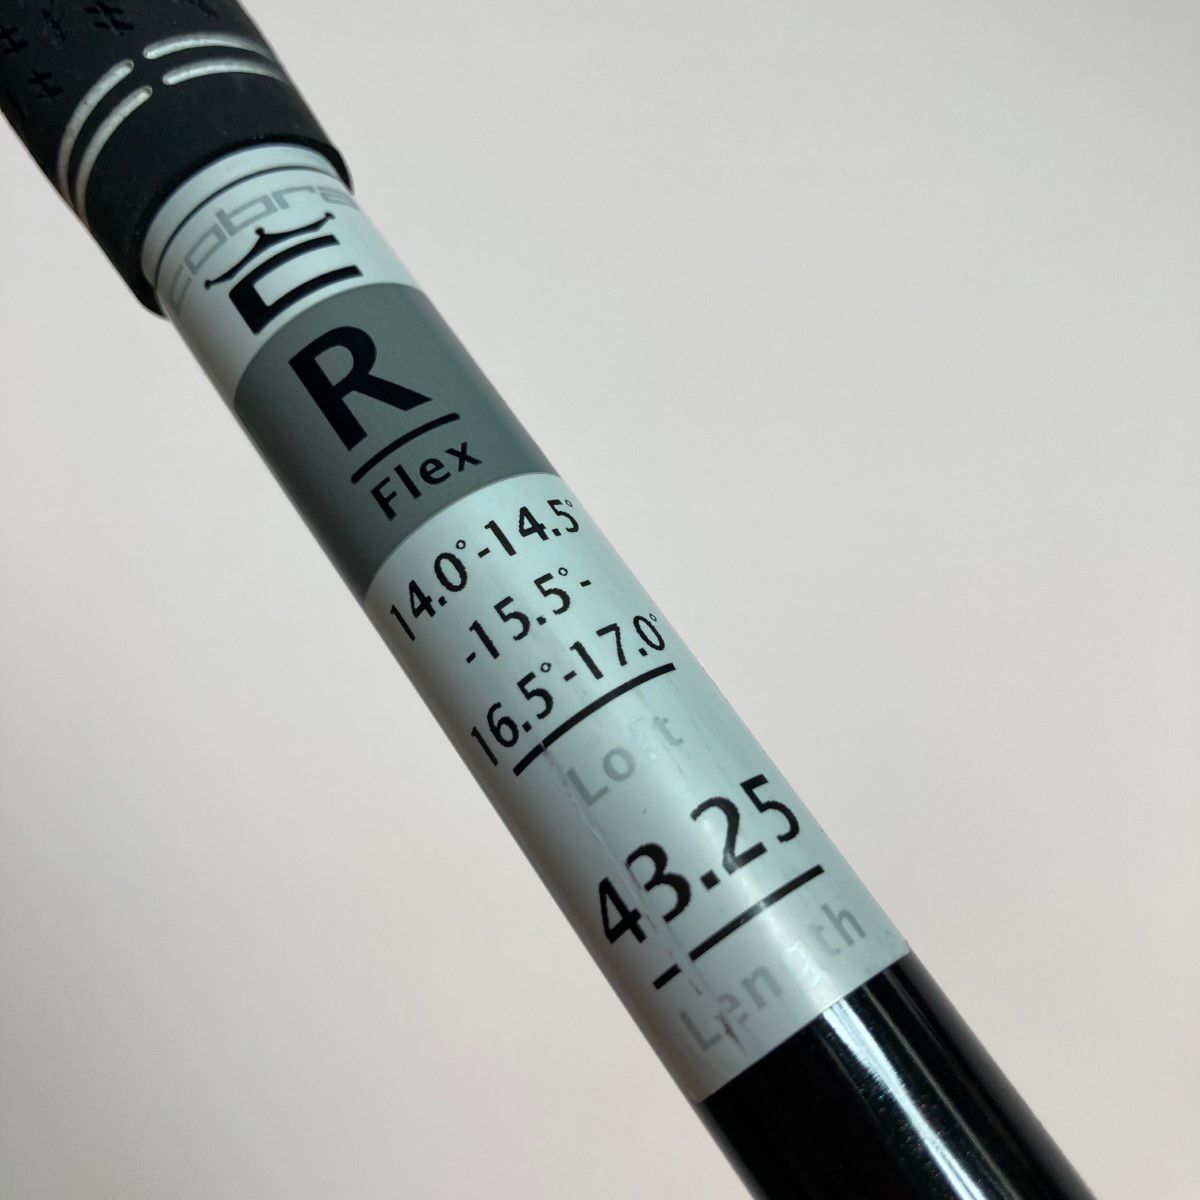 cobra
R
Flex
14.0°-14.5°
-15.5°-
16.5°-17.0°
Loft
43.25
Length